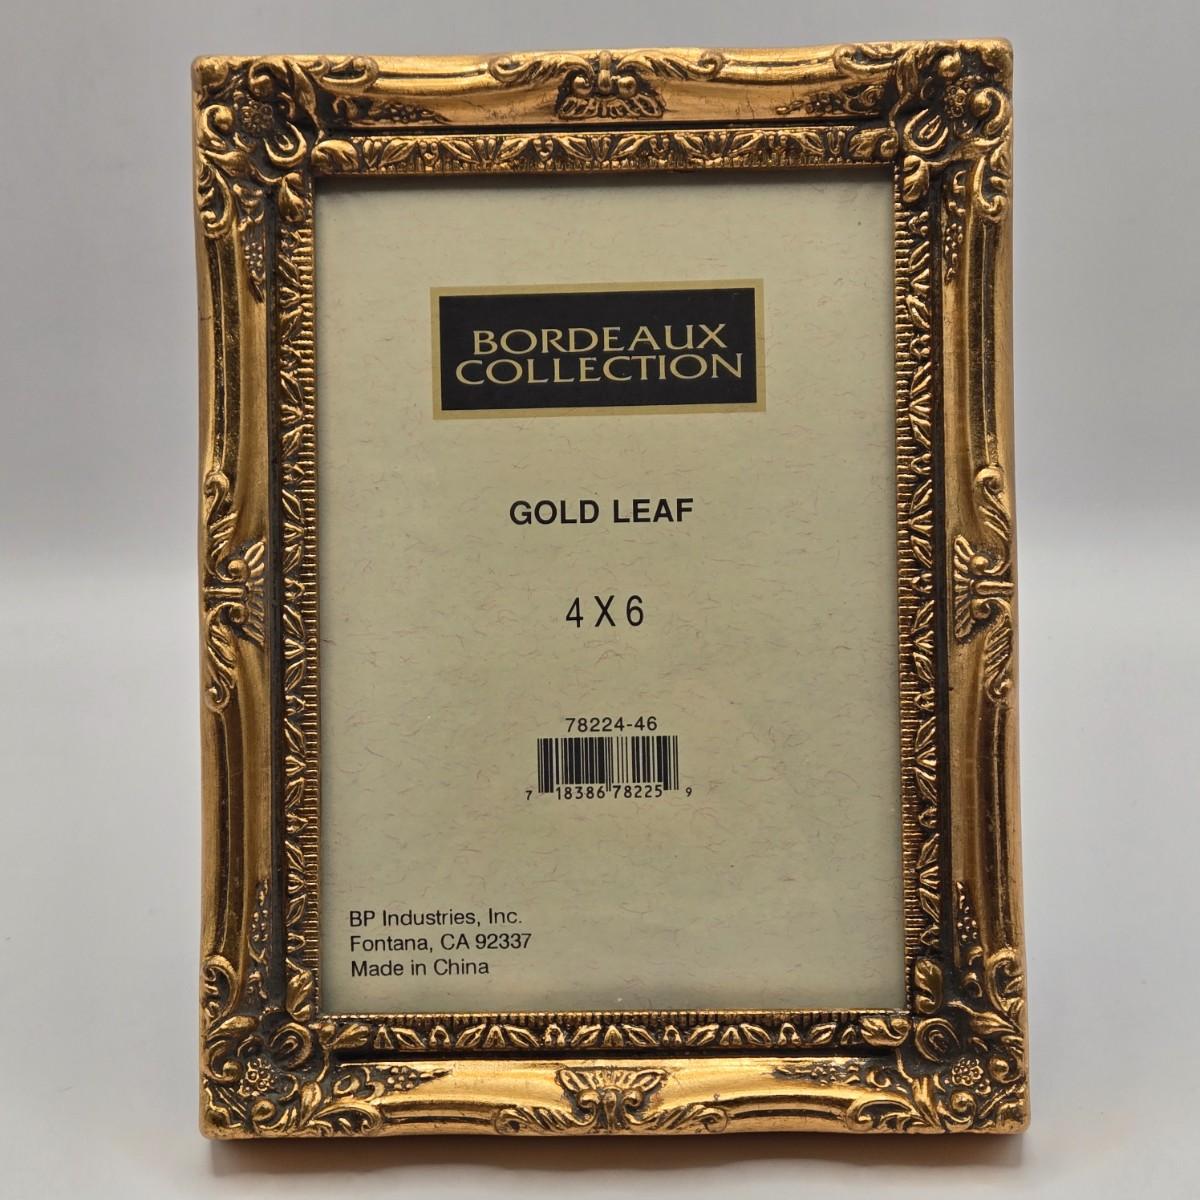 BORDEAUX
COLLECTION
GOLD LEAF
4 X 6
78224-46
7 18386 78225 9
BP Industries, Inc.
Fontana, CA 92337
Made in China